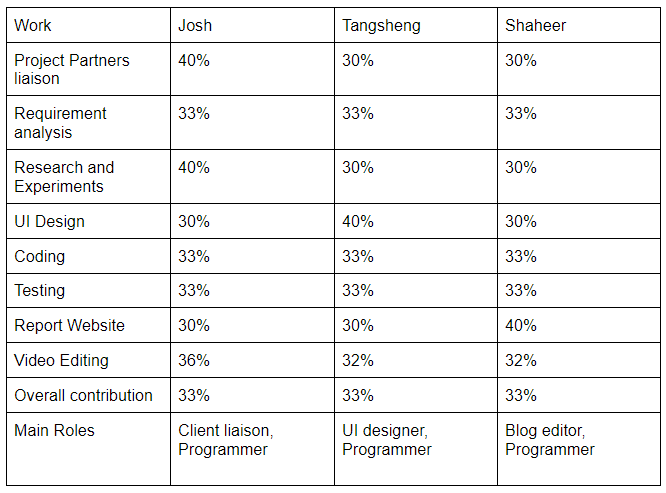 Work Josh Tangsheng Shaheer
Project Partners liaison 40% 30% 30%
Requirement analysis 33% 33% 33%
Research and Experiments 40% 30% 30%
UI Design 30% 40% 30%
Coding 33% 33% 33%
Testing 33% 33% 33%
Report Website 30% 30% 40%
Video Editing 36% 32% 32%
Overall contribution 33% 33% 33%
Main Roles Client liaison, Programmer UI designer, Programmer Blog editor, Programmer